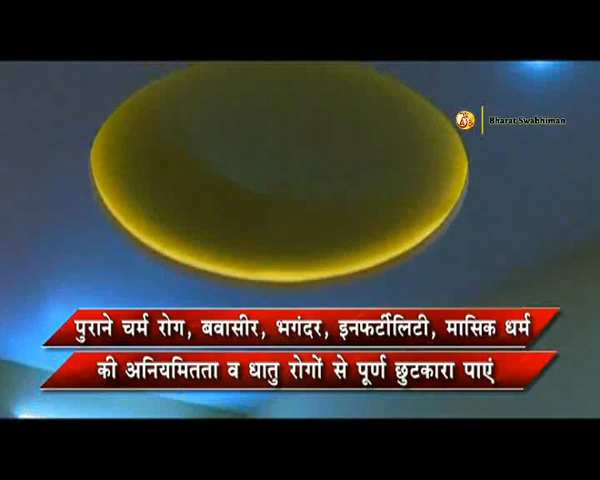 Bharat Swabhiman
पुराने चर्म रोग, बवासीर, भगंदर, इनफर्टीलिटी, मासिक धर्म
की अनियमितता व धातु रोगों से पूर्ण छुटकारा पाएं